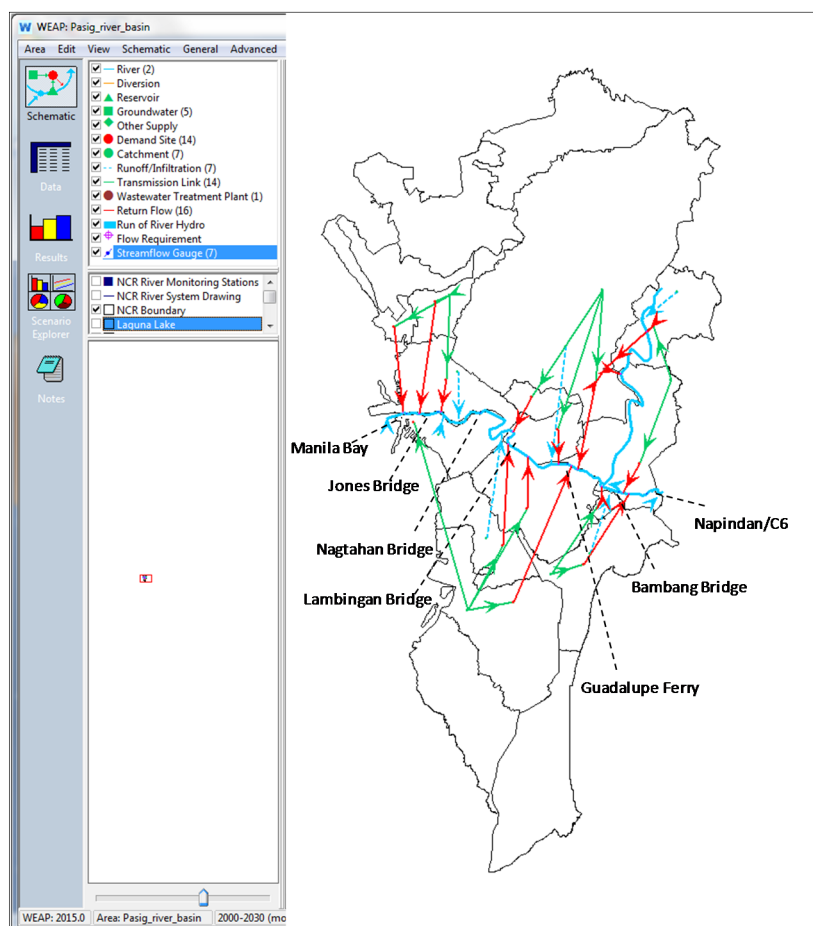 WEAP: Pasig_river_basin
Area Edit View Schematic General Advanced
Schematic
Data
Results
Scenario
Explorer
Notes
River (2)
Diversion
Reservoir
Groundwater (5)
Other Supply
Demand Site (14)
Catchment (7)
Runoff/Infiltration (7)
Transmission Link (14)
Wastewater Treatment Plant (1)
Return Flow (16)
Run of River Hydro
Flow Requirement
Streamflow Gauge (7)
NCR River Monitoring Stations
NCR River System Drawing
NCR Boundary
Laguna Lake
Manila Bay
Jones Bridge
Nagtahan Bridge
Lambingan Bridge
Napindan/C6
Bambang Bridge
Guadalupe Ferry
WEAP: 2015.0 Area: Pasig_river_basin 2000-2030 (mo